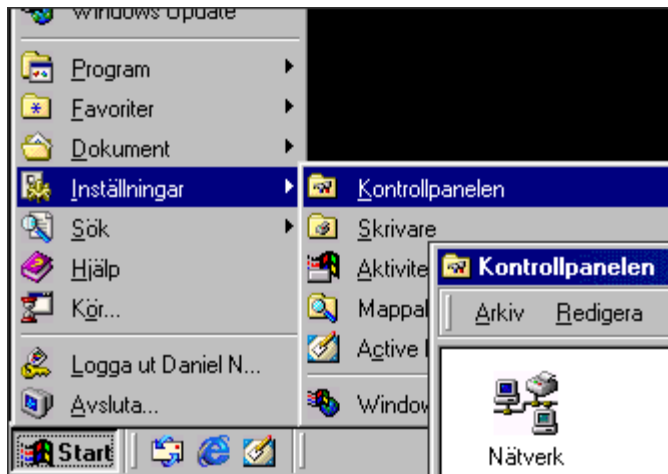 Windows Update
Program
Favoriter
Dokument
Inställningar
Sök
Hjälp
Kör...
Logga ut Daniel N...
Avsluta...
Start
Kontrollpanelen
Skrivare
Kontrollpanelen
Arkiv Redigera
Nätverk